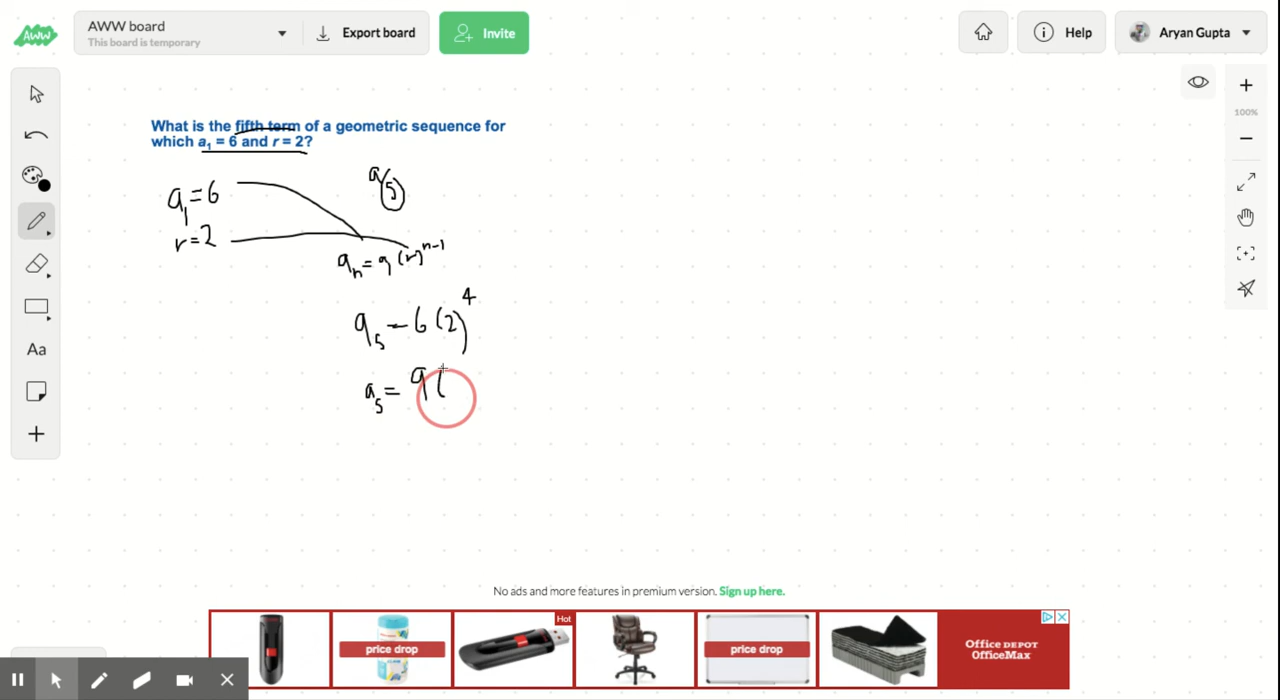 AWW
AWW board
This board is temporary
Export board
Invite
Help
Aryan Gupta
100%
What is the fifth term of a geometric sequence for
which a₁ = 6 and r = 2?
a₁ = 6
a(5)
r = 2
aₙ = a₁(r)ⁿ⁻¹
a₅ = 6(2)⁴
a₅ = 9(
Aa
No ads and more features in premium version. Sign up here.
Hot
price drop
price drop
Office DEPOT
OfficeMax